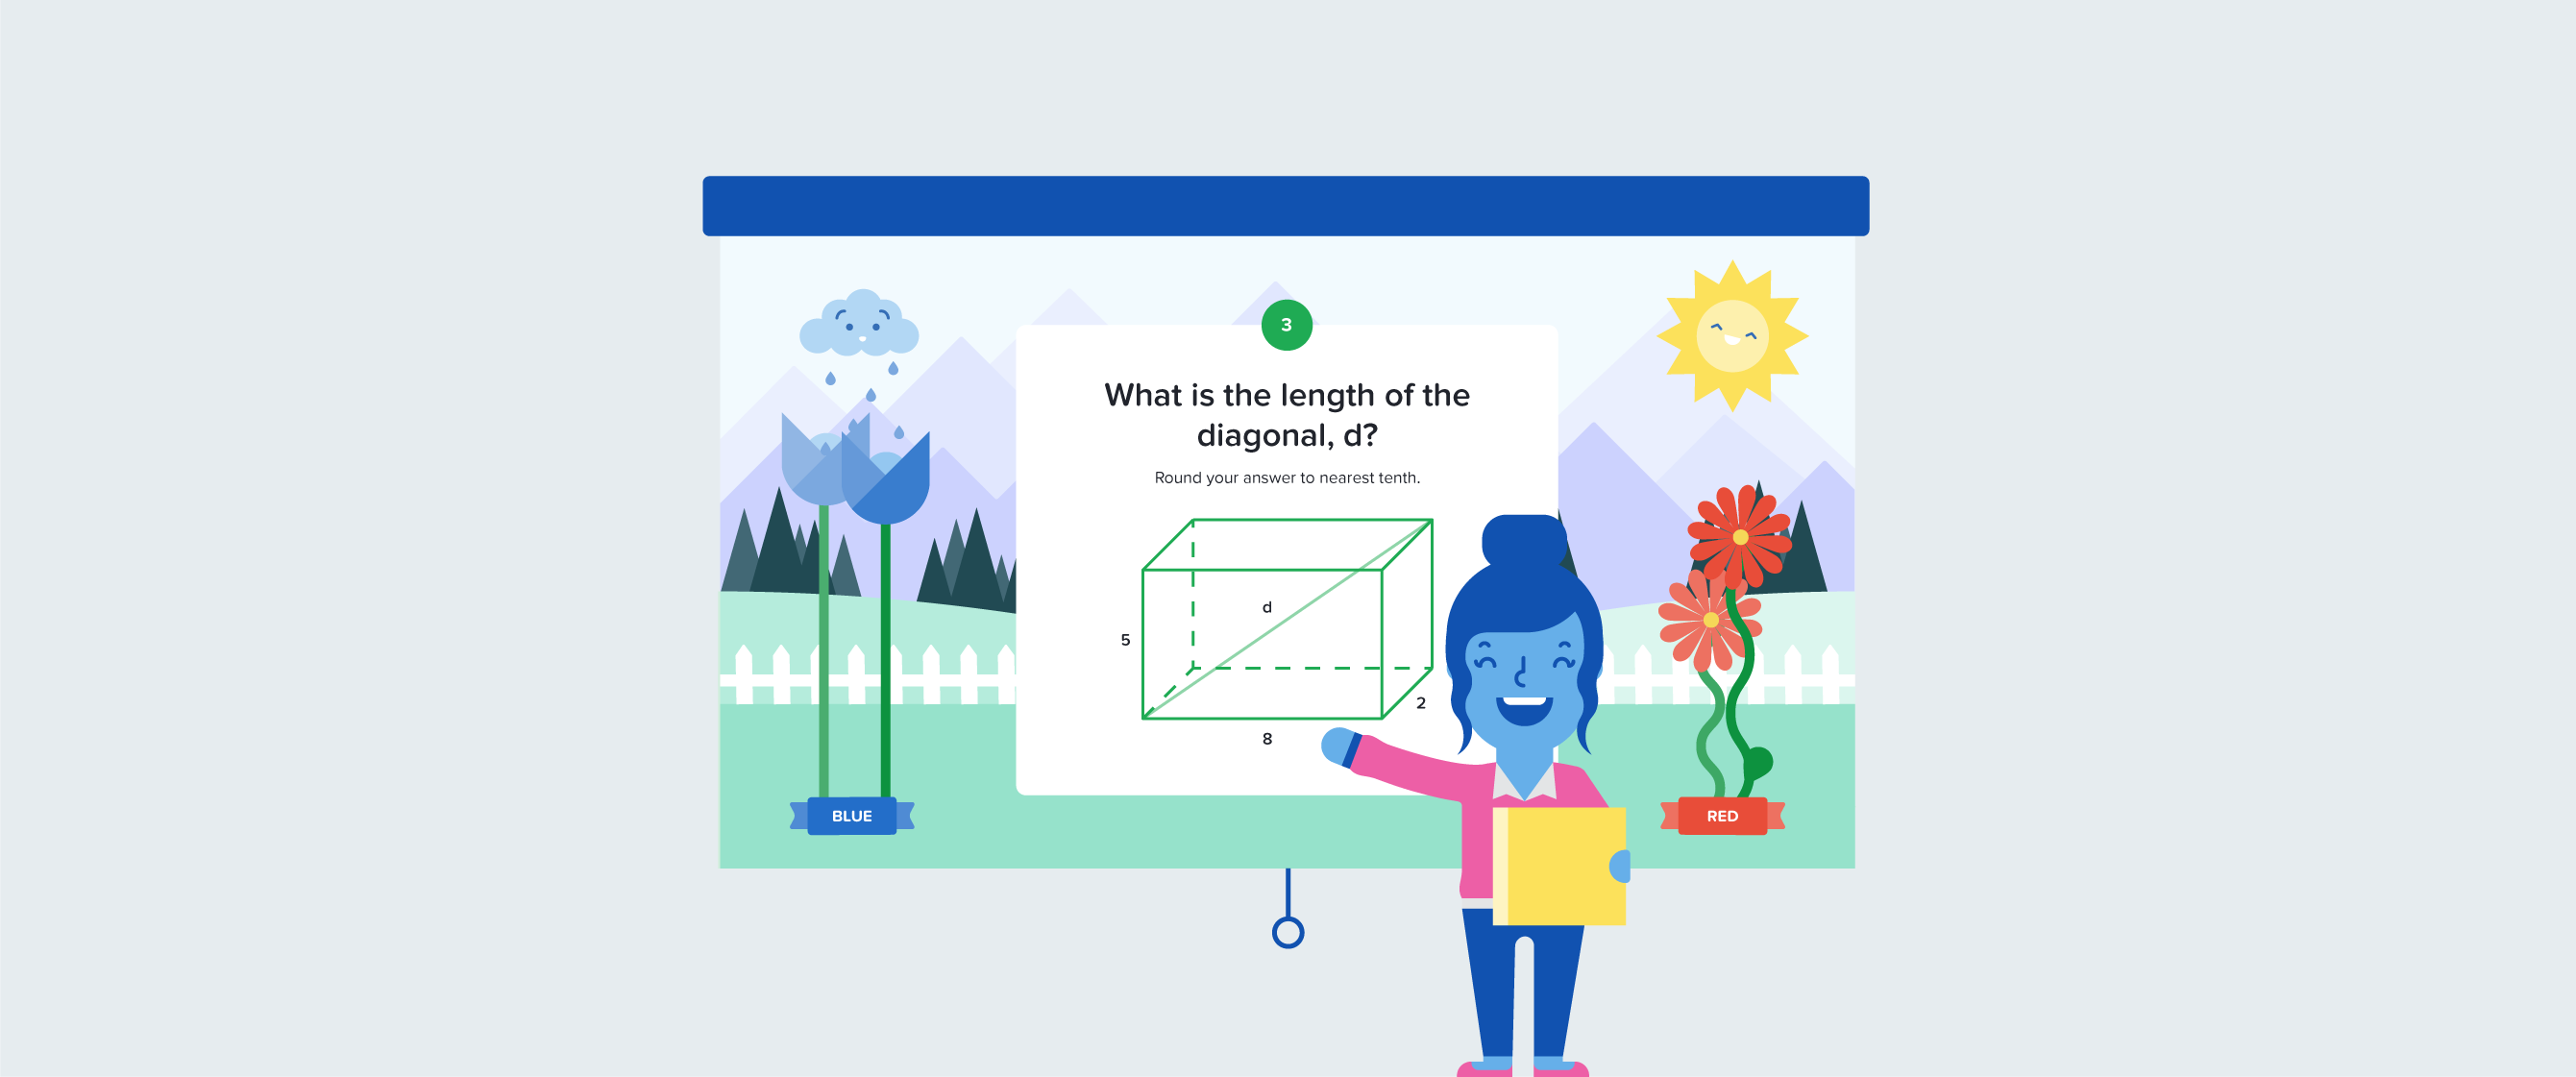 3
What is the length of the
diagonal, d?
Round your answer to nearest tenth.
d
5
2
8
BLUE
RED